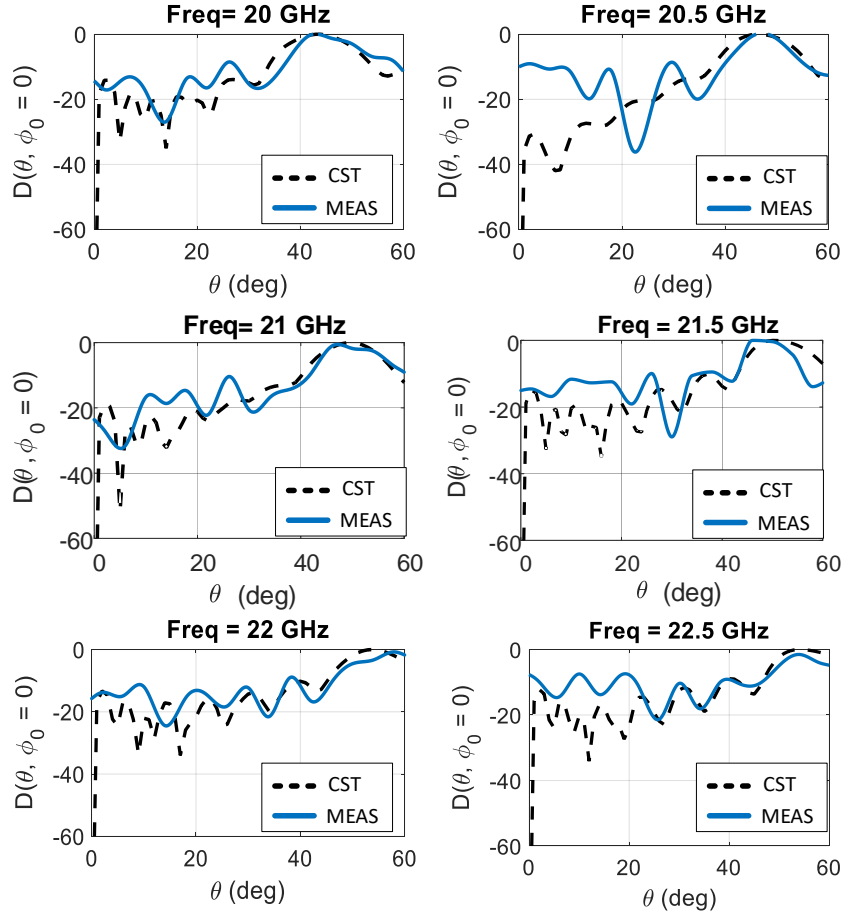 Freq= 20 GHz
D(θ, ϕ0 = 0)
0
-20
-40
-60
0
20
40
60
θ (deg)
CST
MEAS
Freq= 20.5 GHz
D(θ, ϕ0 = 0)
0
-20
-40
-60
0
20
40
60
θ (deg)
CST
MEAS
Freq= 21 GHz
D(θ, ϕ0 = 0)
0
-20
-40
-60
0
20
40
60
θ (deg)
CST
MEAS
Freq = 21.5 GHz
D(θ, ϕ0 = 0)
0
-20
-40
-60
0
20
40
60
θ (deg)
CST
MEAS
Freq = 22 GHz
D(θ, ϕ0 = 0)
0
-20
-40
-60
0
20
40
60
θ (deg)
CST
MEAS
Freq = 22.5 GHz
D(θ, ϕ0 = 0)
0
-20
-40
-60
0
20
40
60
θ (deg)
CST
MEAS